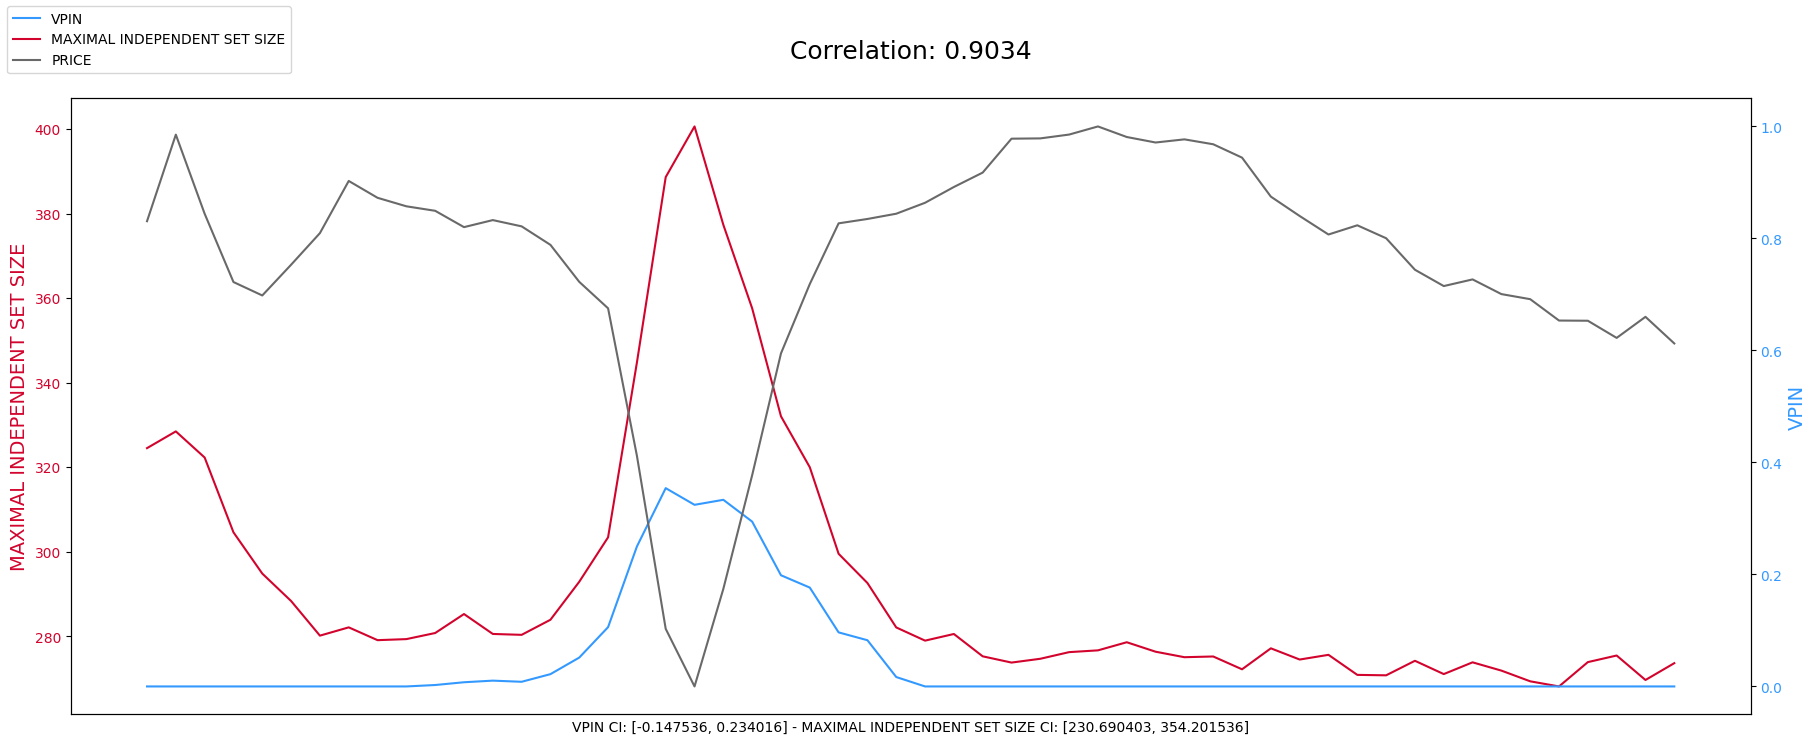 VPIN
MAXIMAL INDEPENDENT SET SIZE
PRICE
Correlation: 0.9034
MAXIMAL INDEPENDENT SET SIZE
400
380
360
340
320
300
280
1.0
0.8
0.6
0.4
0.2
0.0
VPIN
VPIN CI: [-0.147536, 0.234016] - MAXIMAL INDEPENDENT SET SIZE CI: [230.690403, 354.201536]